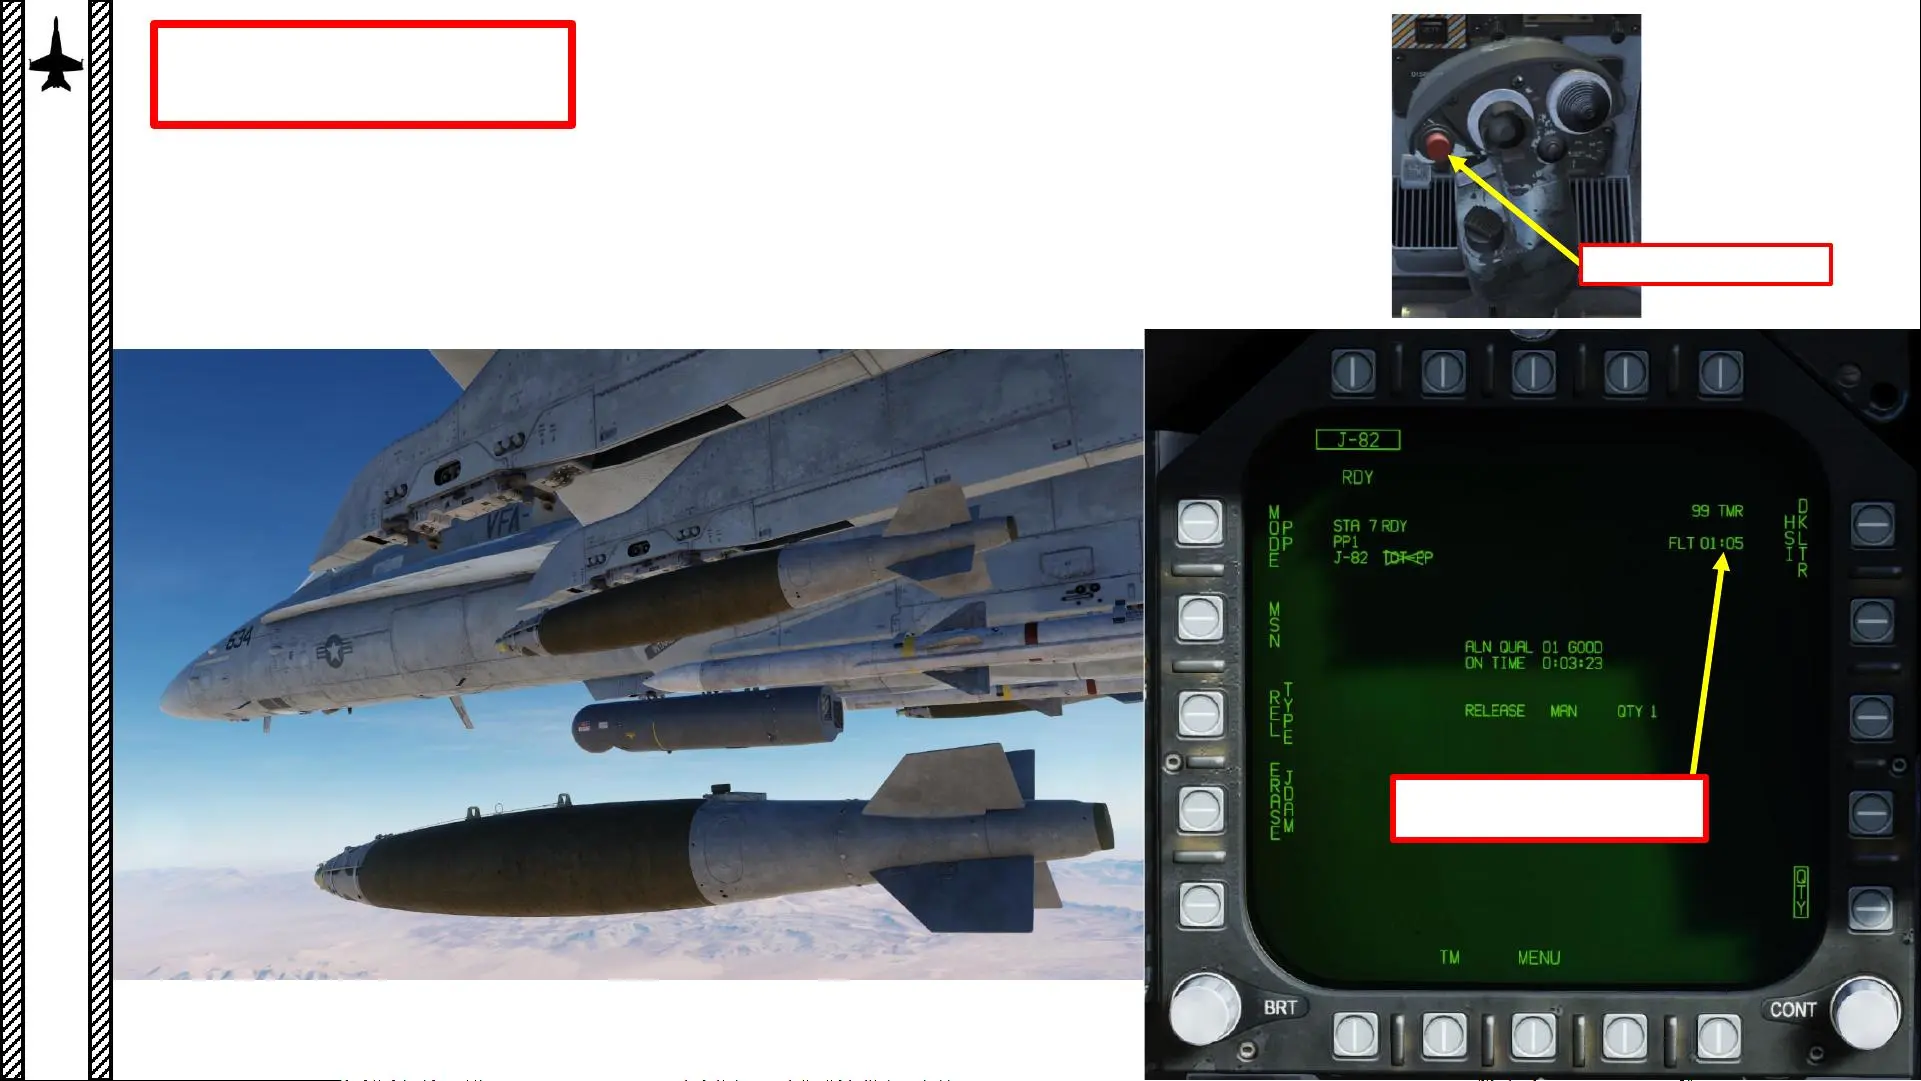 J-82
RDY
MODE
PP
STA 7 RDY
PP1
J-82 TOT PP
99 TMR
FLT 01:05
HSI
DKLTR
MSN
ALN QUAL 01 GOOD
ON TIME 0:03:23
REL
TYPE
RELEASE MAN QTY 1
ERASE
JDAM
QTY
TM MENU
BRT
CONT
634
VFA-